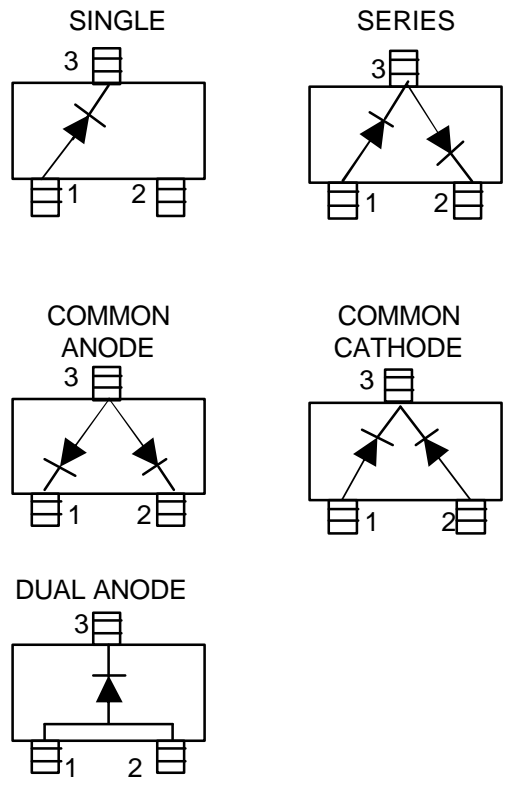 SINGLE
3
1 2
SERIES
3
1 2
COMMON
ANODE
3
1 2
COMMON
CATHODE
3
1 2
DUAL ANODE
3
1 2